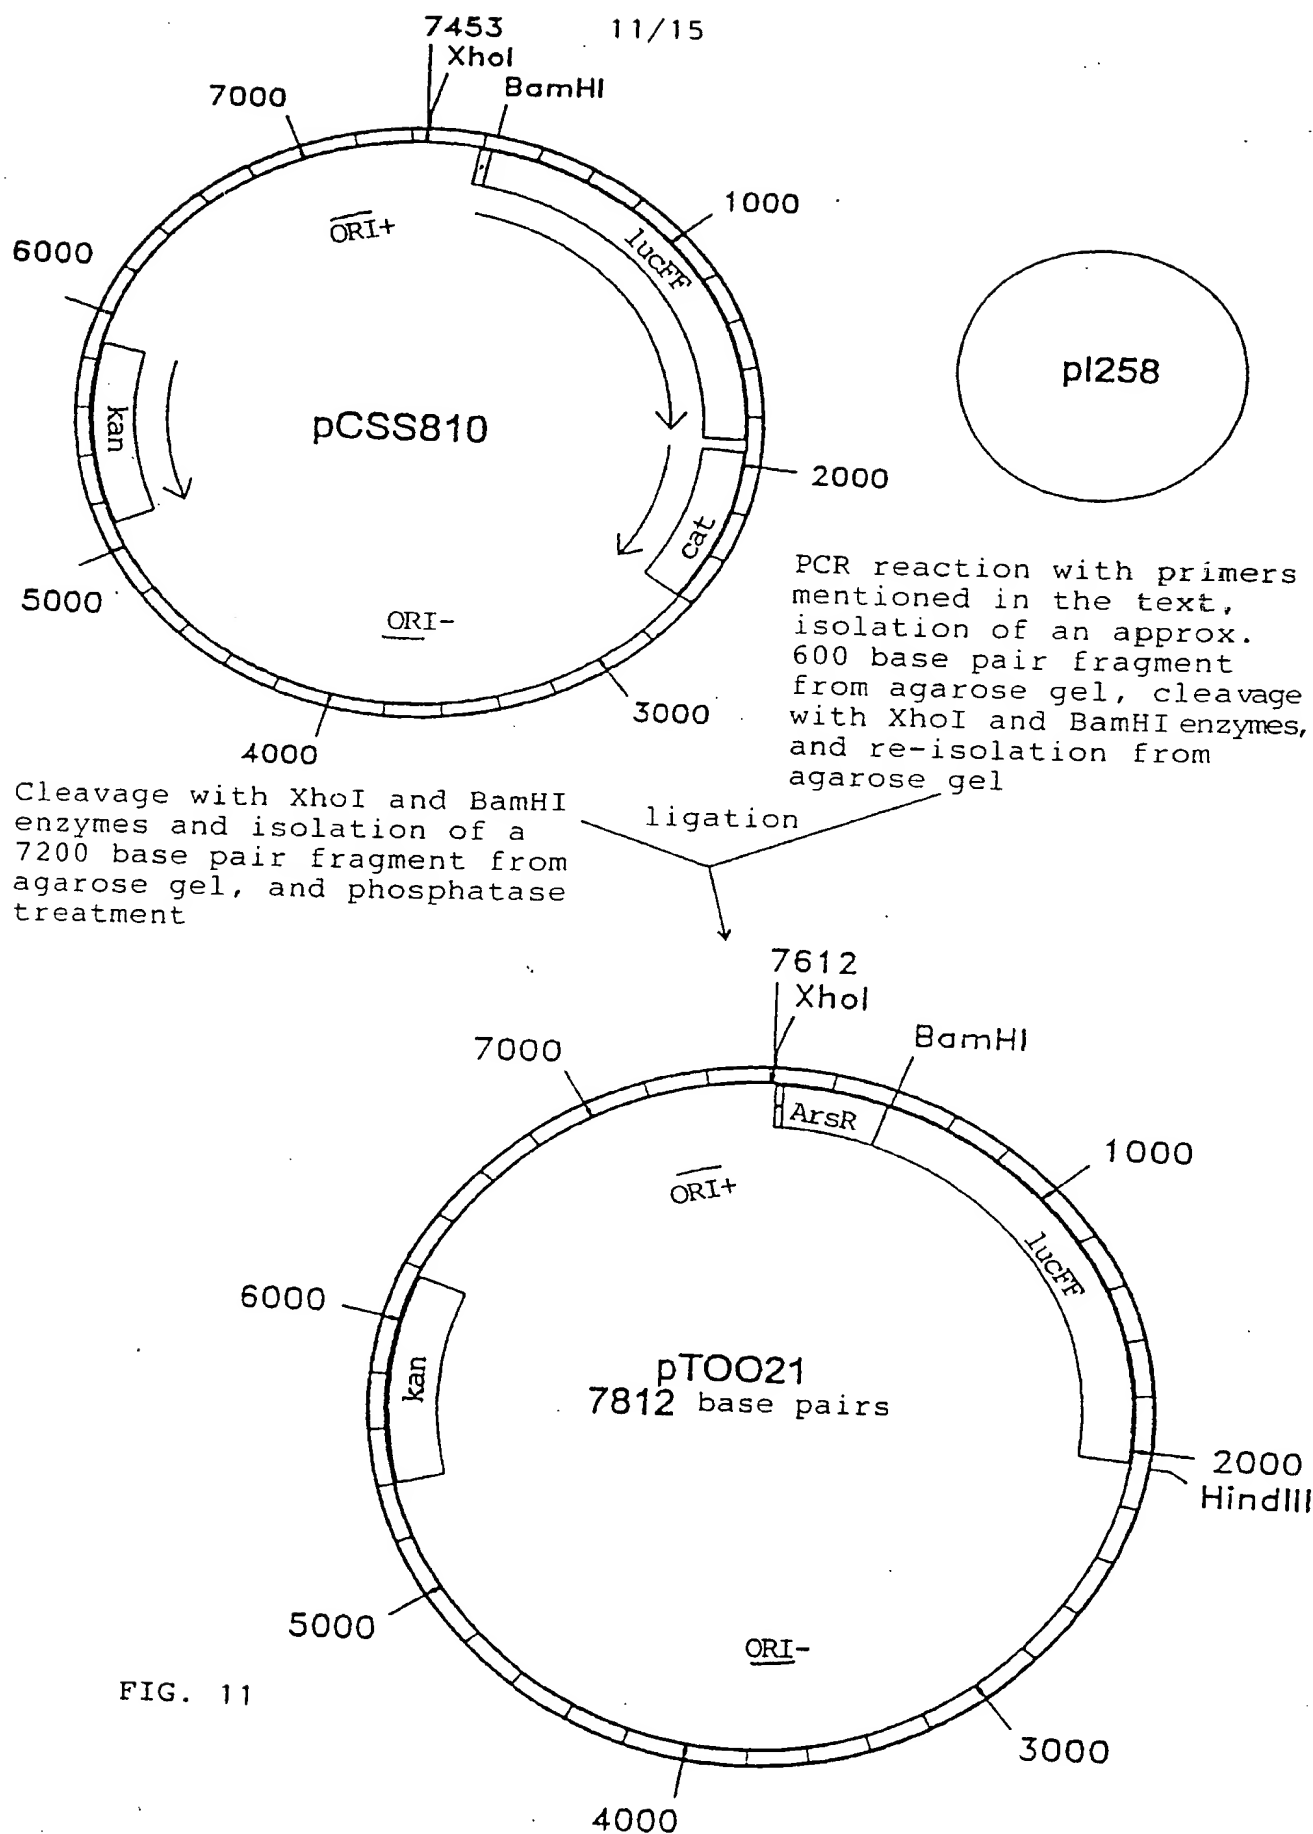 11/15
7453
XhoI
BamHI
7000
1000
ORI+
lucFF
6000
kan
pCSS810
pI258
2000
cat
5000
ORI-
3000
4000
PCR reaction with primers
mentioned in the text,
isolation of an approx.
600 base pair fragment
from agarose gel, cleavage
with XhoI and BamHI enzymes,
and re-isolation from
agarose gel
Cleavage with XhoI and BamHI
enzymes and isolation of a
7200 base pair fragment from
agarose gel, and phosphatase
treatment
ligation
7612
XhoI
BamHI
7000
ArsR
1000
ORI+
lucFF
6000
kan
pTOO21
7812 base pairs
2000
HindIII
5000
ORI-
3000
4000
FIG. 11